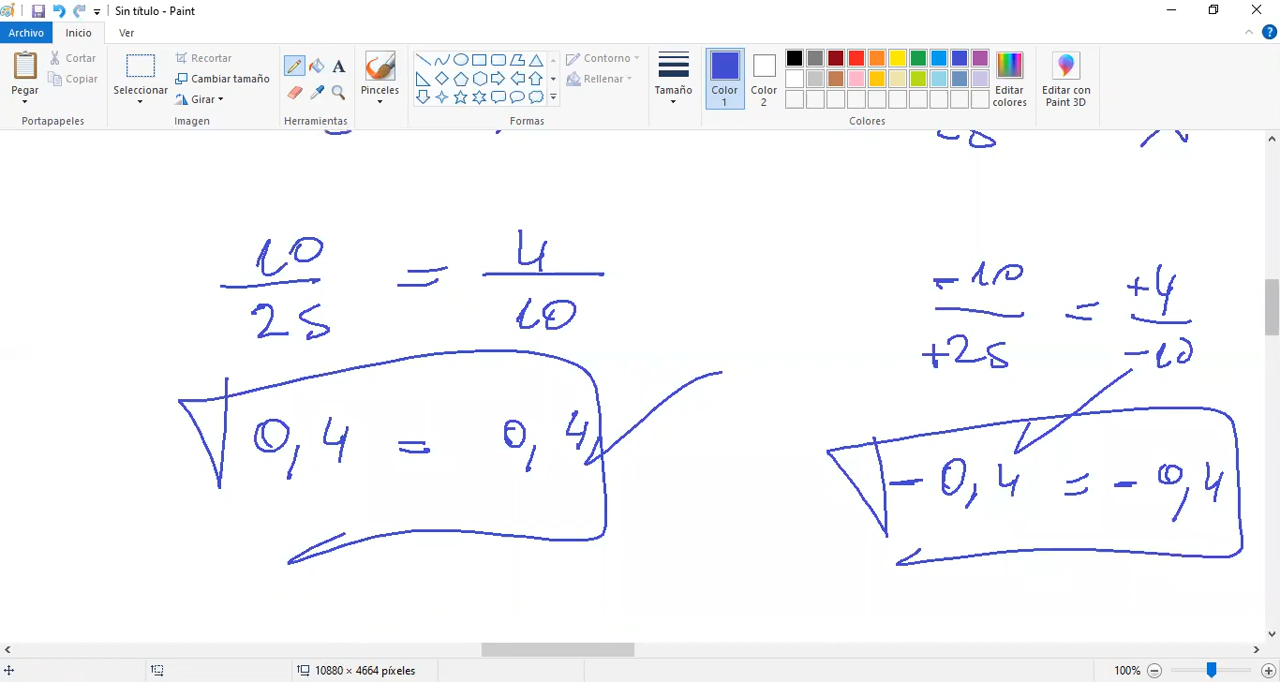 Sin título - Paint
Archivo Inicio Ver
Pegar
Cortar
Copiar
Portapapeles
Seleccionar
Recortar
Cambiar tamaño
Girar
Imagen
A
Herramientas
Pinceles
Contorno
Rellenar
Formas
Tamaño
Color 1
Color 2
Editar colores
Editar con Paint 3D
Colores
10/25 = 4/10
0,4 = 0,4
-10/+25 = +4/-10
-0,4 = -0,4
10880 × 4664 píxeles
100%